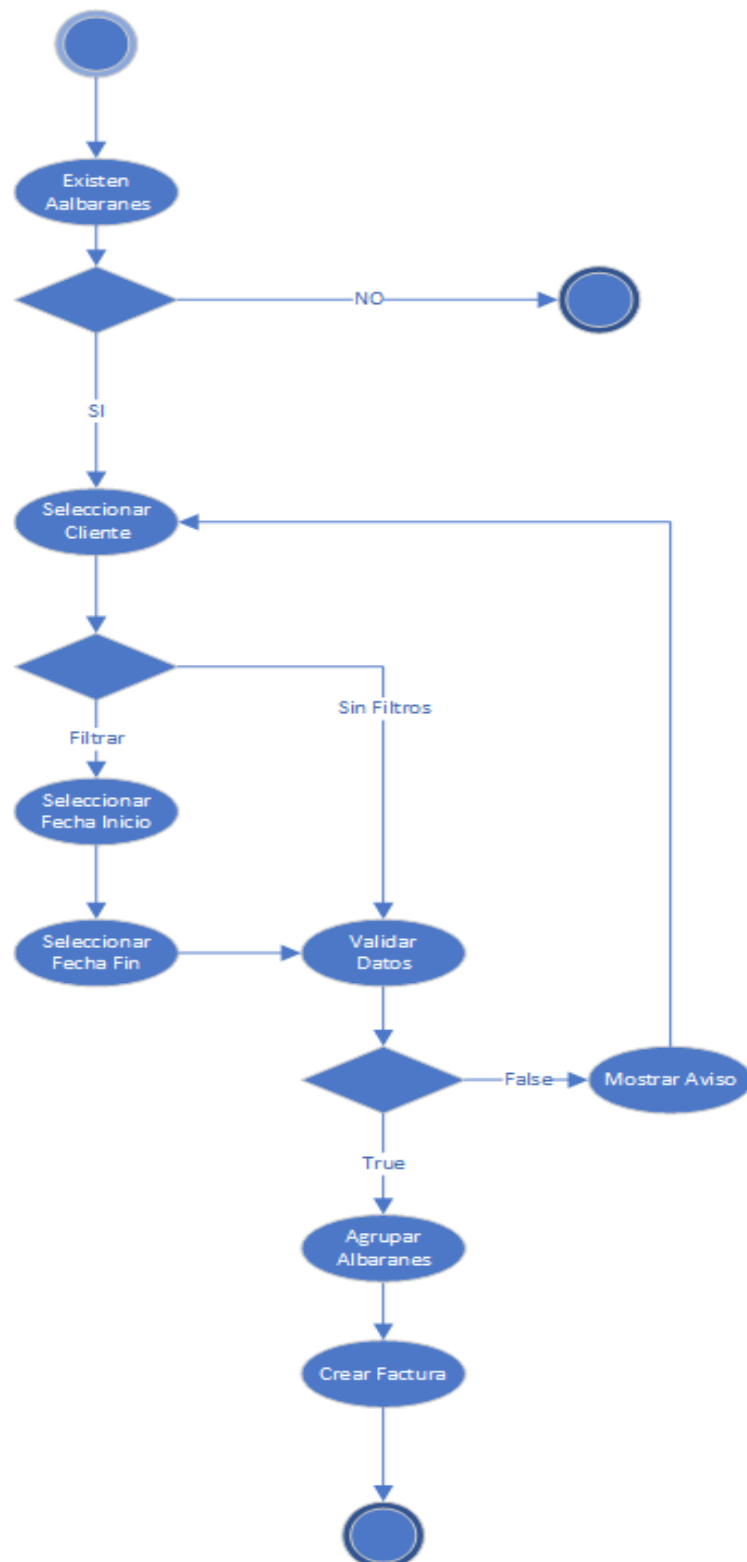 Existen
Aalbaranes
NO
SI
Seleccionar
Cliente
Sin Filtros
Filtrar
Seleccionar
Fecha Inicio
Seleccionar
Fecha Fin
Validar
Datos
False
Mostrar Aviso
True
Agrupar
Albaranes
Crear Factura